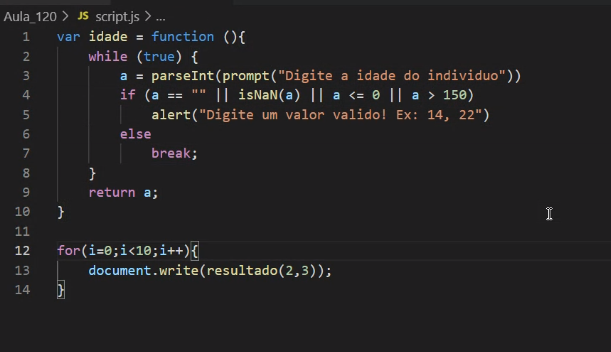 Aula_120 > JS script.js > ...
1 var idade = function (){
2 while (true) {
3 a = parseInt(prompt("Digite a idade do individuo"))
4 if (a == "" || isNaN(a) || a <= 0 || a > 150)
5 alert("Digite um valor valido! Ex: 14, 22")
6 else
7 break;
8 }
9 return a;
10 }
11
12 for(i=0;i<10;i++){
13 document.write(resultado(2,3));
14 }